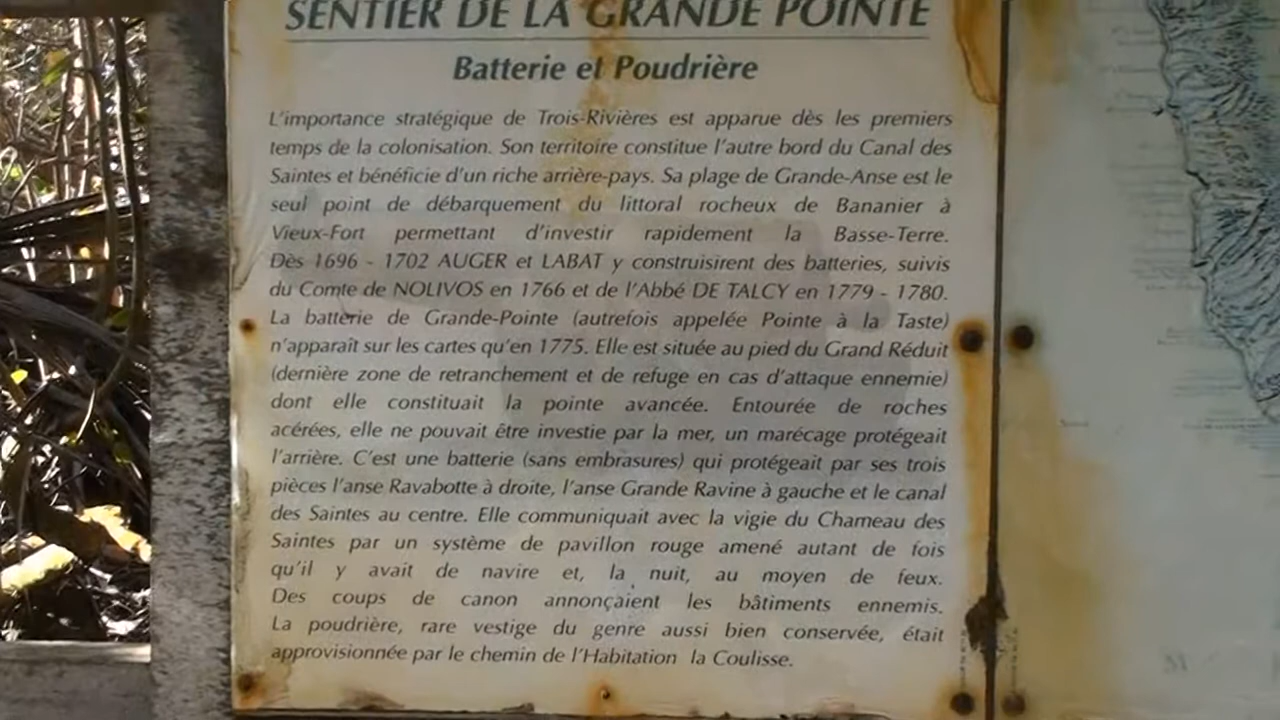 SENTIER DE LA GRANDE POINTE
Batterie et Poudrière
L'importance stratégique de Trois-Rivières est apparue dès les premiers
temps de la colonisation. Son territoire constitue l'autre bord du Canal des
Saintes et bénéficie d'un riche arrière-pays. Sa plage de Grande-Anse est le
seul point de débarquement du littoral rocheux de Bananier à
Vieux-Fort permettant d'investir rapidement la Basse-Terre.
Dès 1696 - 1702 AUGER et LABAT y construisirent des batteries, suivis
du Comte de NOLIVOS en 1766 et de l'Abbé DE TALCY en 1779 - 1780.
La batterie de Grande-Pointe (autrefois appelée Pointe à la Taste)
n'apparaît sur les cartes qu'en 1775. Elle est située au pied du Grand Réduit
(dernière zone de retranchement et de refuge en cas d'attaque ennemie)
dont elle constituait la pointe avancée. Entourée de roches
acérées, elle ne pouvait être investie par la mer, un marécage protégeait
l'arrière. C'est une batterie (sans embrasures) qui protégeait par ses trois
pièces l'anse Ravabotte à droite, l'anse Grande Ravine à gauche et le canal
des Saintes au centre. Elle communiquait avec la vigie du Chameau des
Saintes par un système de pavillon rouge amené autant de fois
qu'il y avait de navire et, la nuit, au moyen de feux.
Des coups de canon annonçaient les bâtiments ennemis.
La poudrière, rare vestige du genre aussi bien conservée, était
approvisionnée par le chemin de l'Habitation la Coulisse.